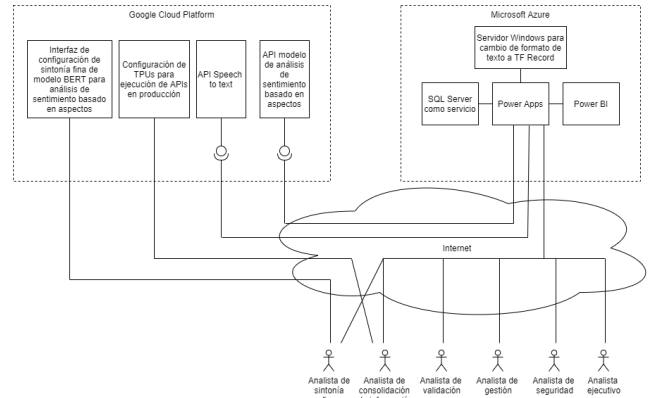 Google Cloud Platform
Microsoft Azure
Interfaz de
configuración de
sintonía fina de
modelo BERT para
análisis de
sentimiento basado
en aspectos
Configuración de
TPUs para
ejecución de APIs
en producción
API Speech
to text
API modelo
de análisis
de
sentimiento
basado en
aspectos
Servidor Windows para
cambio de formato de
texto a TF Record
SQL Server
como servicio
Power Apps
Power BI
Internet
Analista de
sintonía
Analista de
consolidación
Analista de
validación
Analista de
gestión
Analista de
seguridad
Analista
ejecutivo